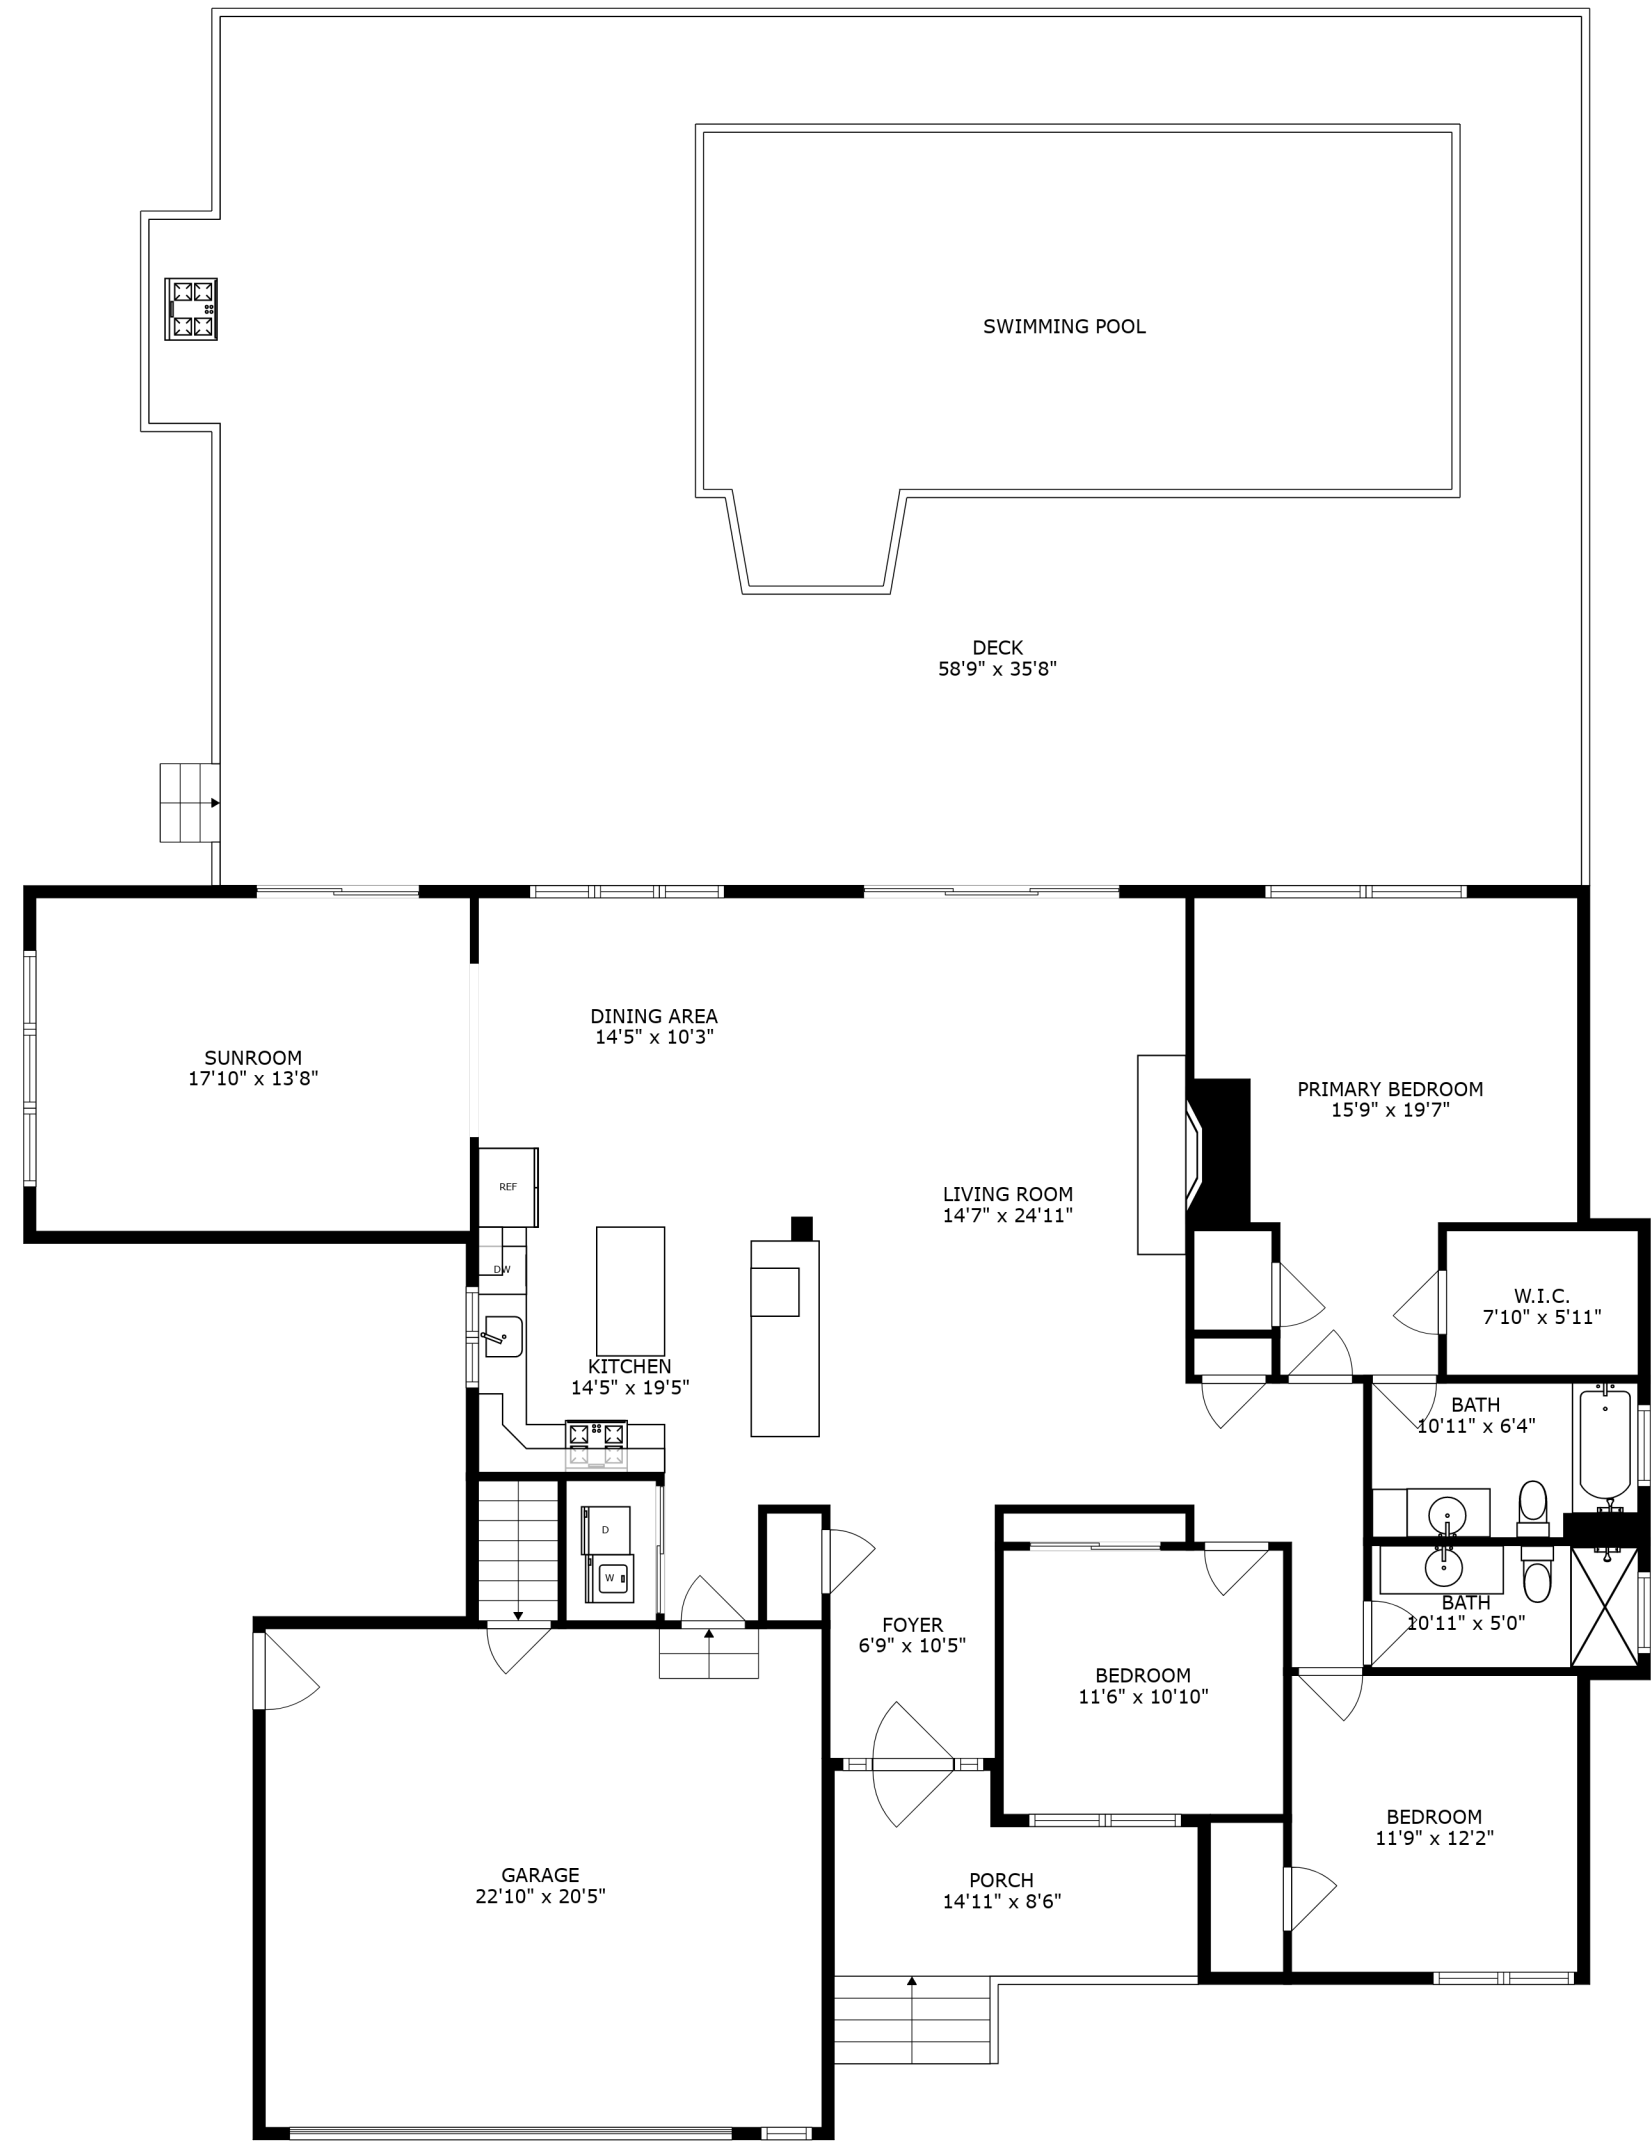 SWIMMING POOL
DECK
58'9" x 35'8"
DINING AREA
14'5" x 10'3"
SUNROOM
17'10" x 13'8"
PRIMARY BEDROOM
15'9" x 19'7"
REF
LIVING ROOM
14'7" x 24'11"
DW
W.I.C.
7'10" x 5'11"
KITCHEN
14'5" x 19'5"
BATH
10'11" x 6'4"
D
W
BATH
10'11" x 5'0"
FOYER
6'9" x 10'5"
BEDROOM
11'6" x 10'10"
BEDROOM
11'9" x 12'2"
GARAGE
22'10" x 20'5"
PORCH
14'11" x 8'6"